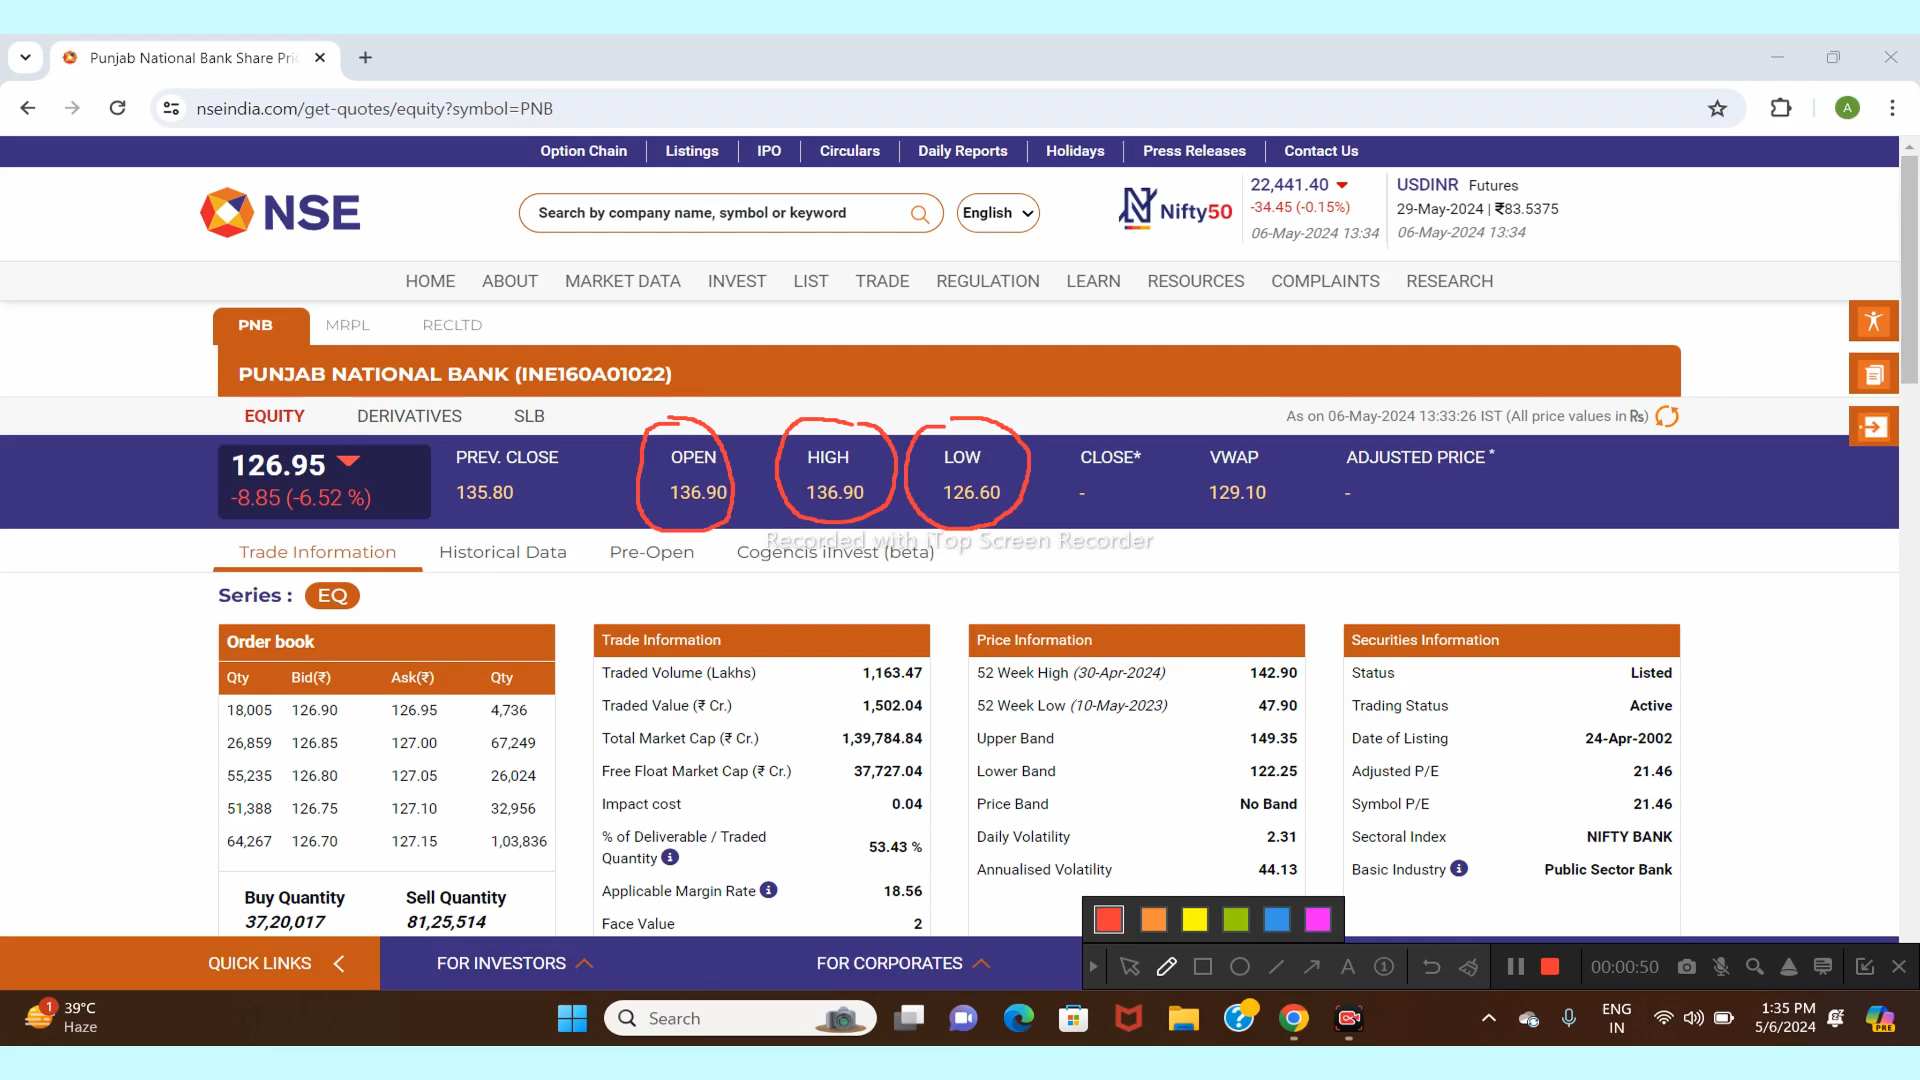 Punjab National Bank Share Pri
nseindia.com/get-quotes/equity?symbol=PNB
A
Option Chain Listings IPO Circulars Daily Reports Holidays Press Releases Contact Us
NSE
Search by company name, symbol or keyword
English
Nifty50
22,441.40
-34.45 (-0.15%)
06-May-2024 13:34
USDINR Futures
29-May-2024 | ₹83.5375
06-May-2024 13:34
HOME ABOUT MARKET DATA INVEST LIST TRADE REGULATION LEARN RESOURCES COMPLAINTS RESEARCH
PNB MRPL RECLTD
PUNJAB NATIONAL BANK (INE160A01022)
EQUITY DERIVATIVES SLB
As on 06-May-2024 13:33:26 IST (All price values in ₨)
126.95
-8.85 (-6.52 %)
PREV. CLOSE OPEN HIGH LOW CLOSE* VWAP ADJUSTED PRICE *
135.80 136.90 136.90 126.60 - 129.10 -
Recorded with iTop Screen Recorder
Trade Information Historical Data Pre-Open Cogencis iInvest (beta)
Series : EQ
Order book
Qty Bid(₹) Ask(₹) Qty
18,005 126.90 126.95 4,736
26,859 126.85 127.00 67,249
55,235 126.80 127.05 26,024
51,388 126.75 127.10 32,956
64,267 126.70 127.15 1,03,836
Buy Quantity Sell Quantity
37,20,017 81,25,514
Trade Information
Traded Volume (Lakhs) 1,163.47
Traded Value (₹ Cr.) 1,502.04
Total Market Cap (₹ Cr.) 1,39,784.84
Free Float Market Cap (₹ Cr.) 37,727.04
Impact cost 0.04
% of Deliverable / Traded
Quantity 53.43 %
Applicable Margin Rate 18.56
Face Value 2
Price Information
52 Week High (30-Apr-2024) 142.90
52 Week Low (10-May-2023) 47.90
Upper Band 149.35
Lower Band 122.25
Price Band No Band
Daily Volatility 2.31
Annualised Volatility 44.13
Securities Information
Status Listed
Trading Status Active
Date of Listing 24-Apr-2002
Adjusted P/E 21.46
Symbol P/E 21.46
Sectoral Index NIFTY BANK
Basic Industry Public Sector Bank
QUICK LINKS FOR INVESTORS FOR CORPORATES
A 1 00:00:50
1
39°C
Haze
Search
PRE
ENG
IN
1:35 PM
5/6/2024